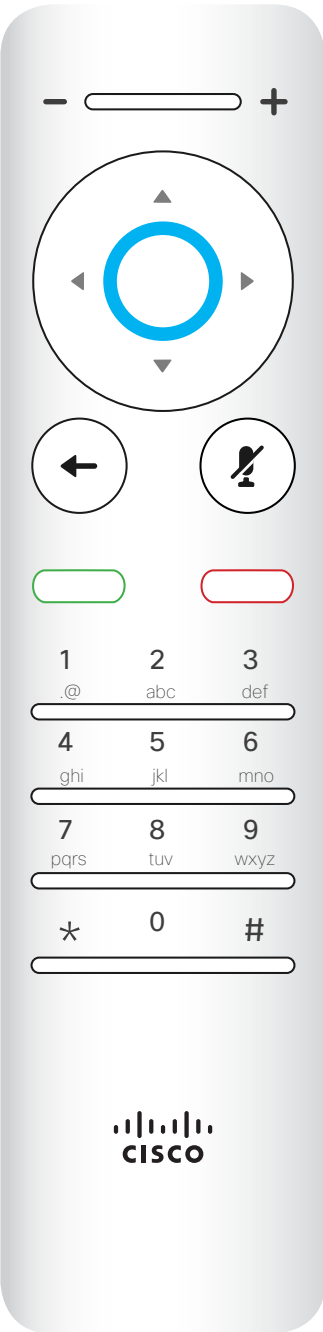 − +
1 2 3
.@ abc def
4 5 6
ghi jkl mno
7 8 9
pqrs tuv wxyz
* 0 #
CISCO